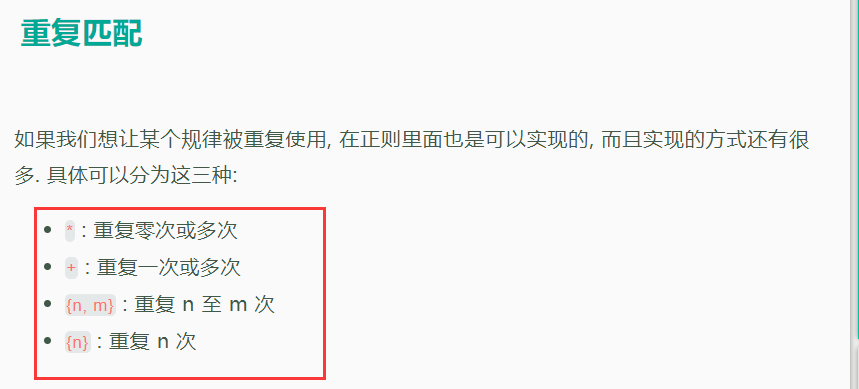 重复匹配
如果我们想让某个规律被重复使用, 在正则里面也是可以实现的, 而且实现的方式还有很
多. 具体可以分为这三种:
* : 重复零次或多次
+ : 重复一次或多次
{n, m} : 重复 n 至 m 次
{n} : 重复 n 次